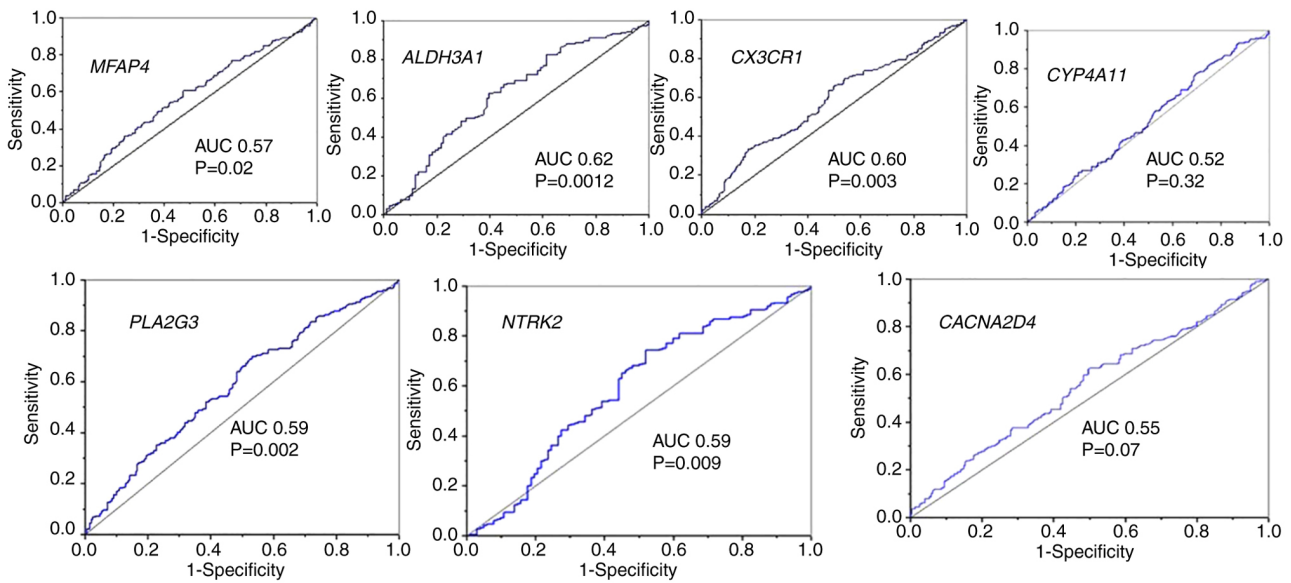 1.0
0.8
0.6
0.4
0.2
0.0
Sensitivity
MFAP4
AUC 0.57
P=0.02
0.0 0.2 0.4 0.6 0.8 1.0
1-Specificity
1.0
0.8
0.6
0.4
0.2
0.0
Sensitivity
ALDH3A1
AUC 0.62
P=0.0012
0.0 0.2 0.4 0.6 0.8 1.0
1-Specificity
1.0
0.8
0.6
0.4
0.2
0.0
Sensitivity
CX3CR1
AUC 0.60
P=0.003
0.0 0.2 0.4 0.6 0.8 1.0
1-Specificity
1.0
0.8
0.6
0.4
0.2
0.0
Sensitivity
CYP4A11
AUC 0.52
P=0.32
0.0 0.2 0.4 0.6 0.8 1.0
1-Specificity
1.0
0.8
0.6
0.4
0.2
0.0
Sensitivity
PLA2G3
AUC 0.59
P=0.002
0.0 0.2 0.4 0.6 0.8 1.0
1-Specificity
1.0
0.8
0.6
0.4
0.2
0.0
Sensitivity
NTRK2
AUC 0.59
P=0.009
0.0 0.2 0.4 0.6 0.8 1.0
1-Specificity
1.0
0.8
0.6
0.4
0.2
0.0
Sensitivity
CACNA2D4
AUC 0.55
P=0.07
0.0 0.2 0.4 0.6 0.8 1.0
1-Specificity